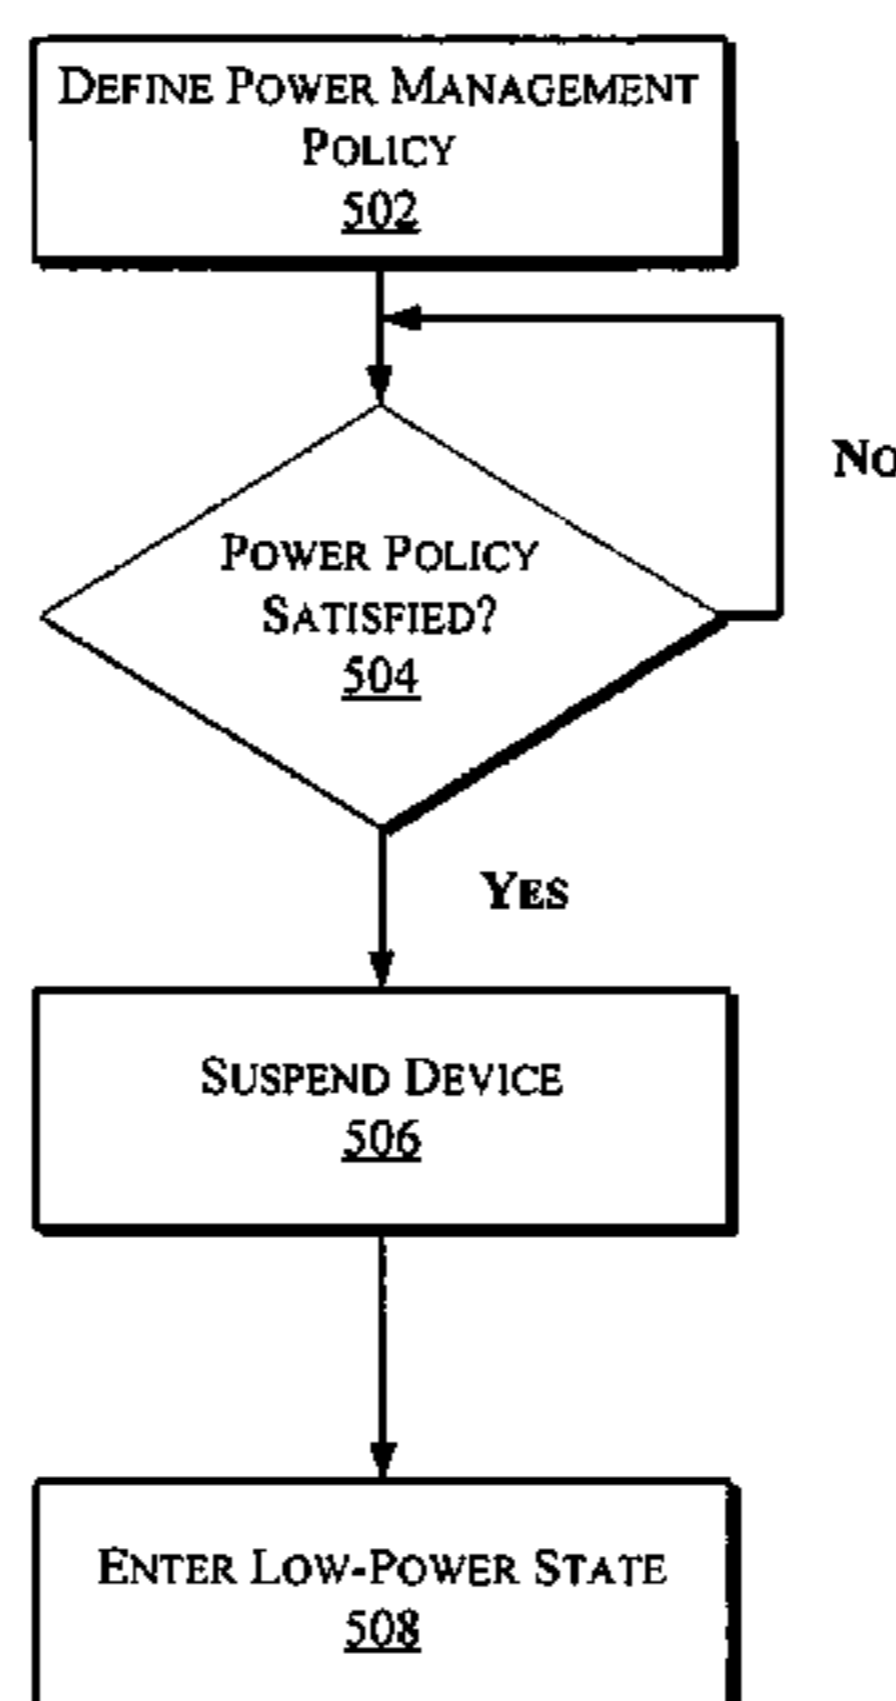 DEFINE POWER MANAGEMENT
POLICY
502
NO
POWER POLICY
SATISFIED?
504
YES
SUSPEND DEVICE
506
ENTER LOW-POWER STATE
508